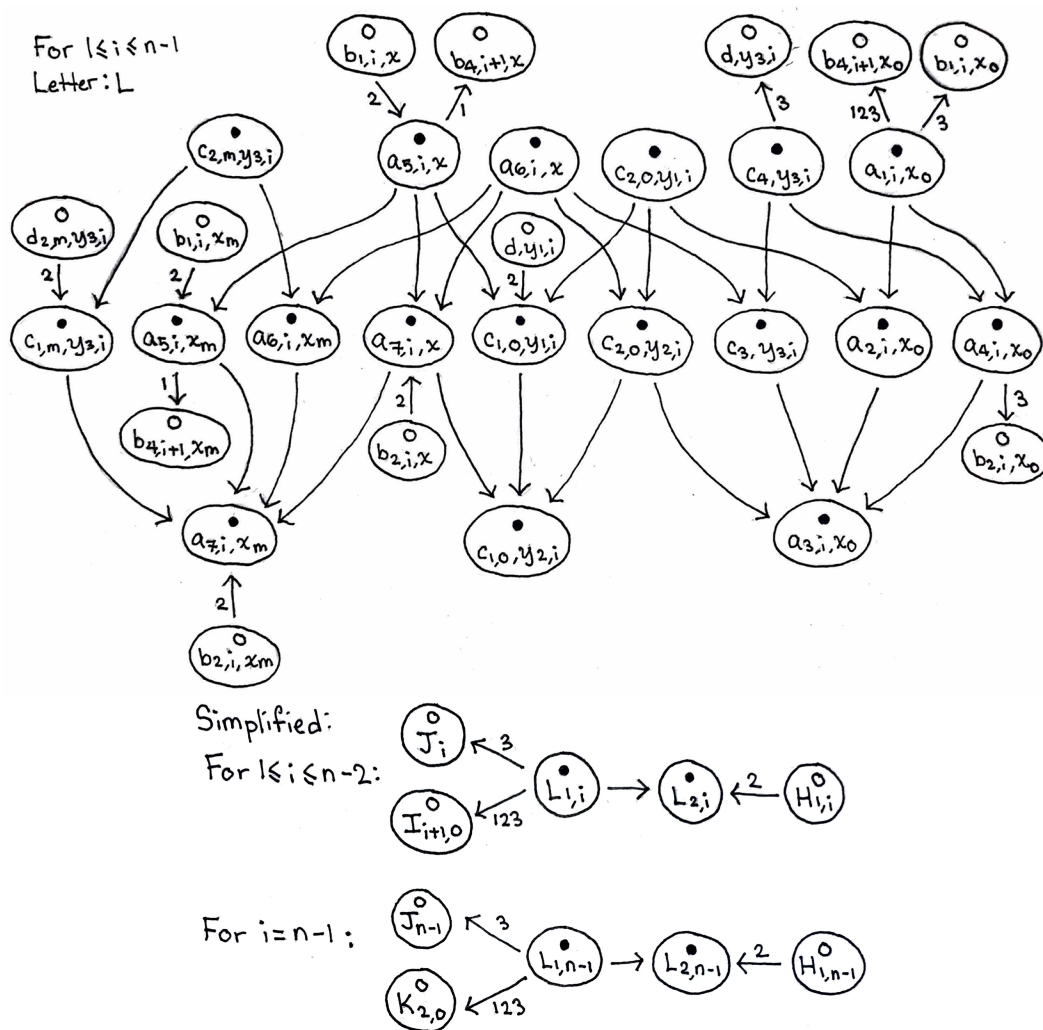 For 1≤i≤n-1
Letter: L
b1,i,x
b4,i+1,x
d,y3,i
b4,i+1,x0
b1,i,x0
2
1
3
123
3
c2,m,y3,i
a5,i,x
a6,i,x
c2,0,y1,i
c4,y3,i
a1,i,x0
d2,m,y3,i
b1,i,xm
d,y1,i
2
2
2
c1,m,y3,i
a5,i,xm
a6,i,xm
a7,i,x
c1,0,y1,i
c2,0,y2,i
c3,y3,i
a2,i,x0
a4,i,x0
1
2
3
b4,i+1,xm
b2,i,x
b2,i,x0
a7,i,xm
c1,0,y2,i
a3,i,x0
2
b2,i,xm
Simplified:
For 1≤i≤n-2:
Ji
3
L1,i
L2,i
2
H1,i
Ii+1,0
123
For i=n-1:
Jn-1
3
L1,n-1
L2,n-1
2
H1,n-1
K2,0
123